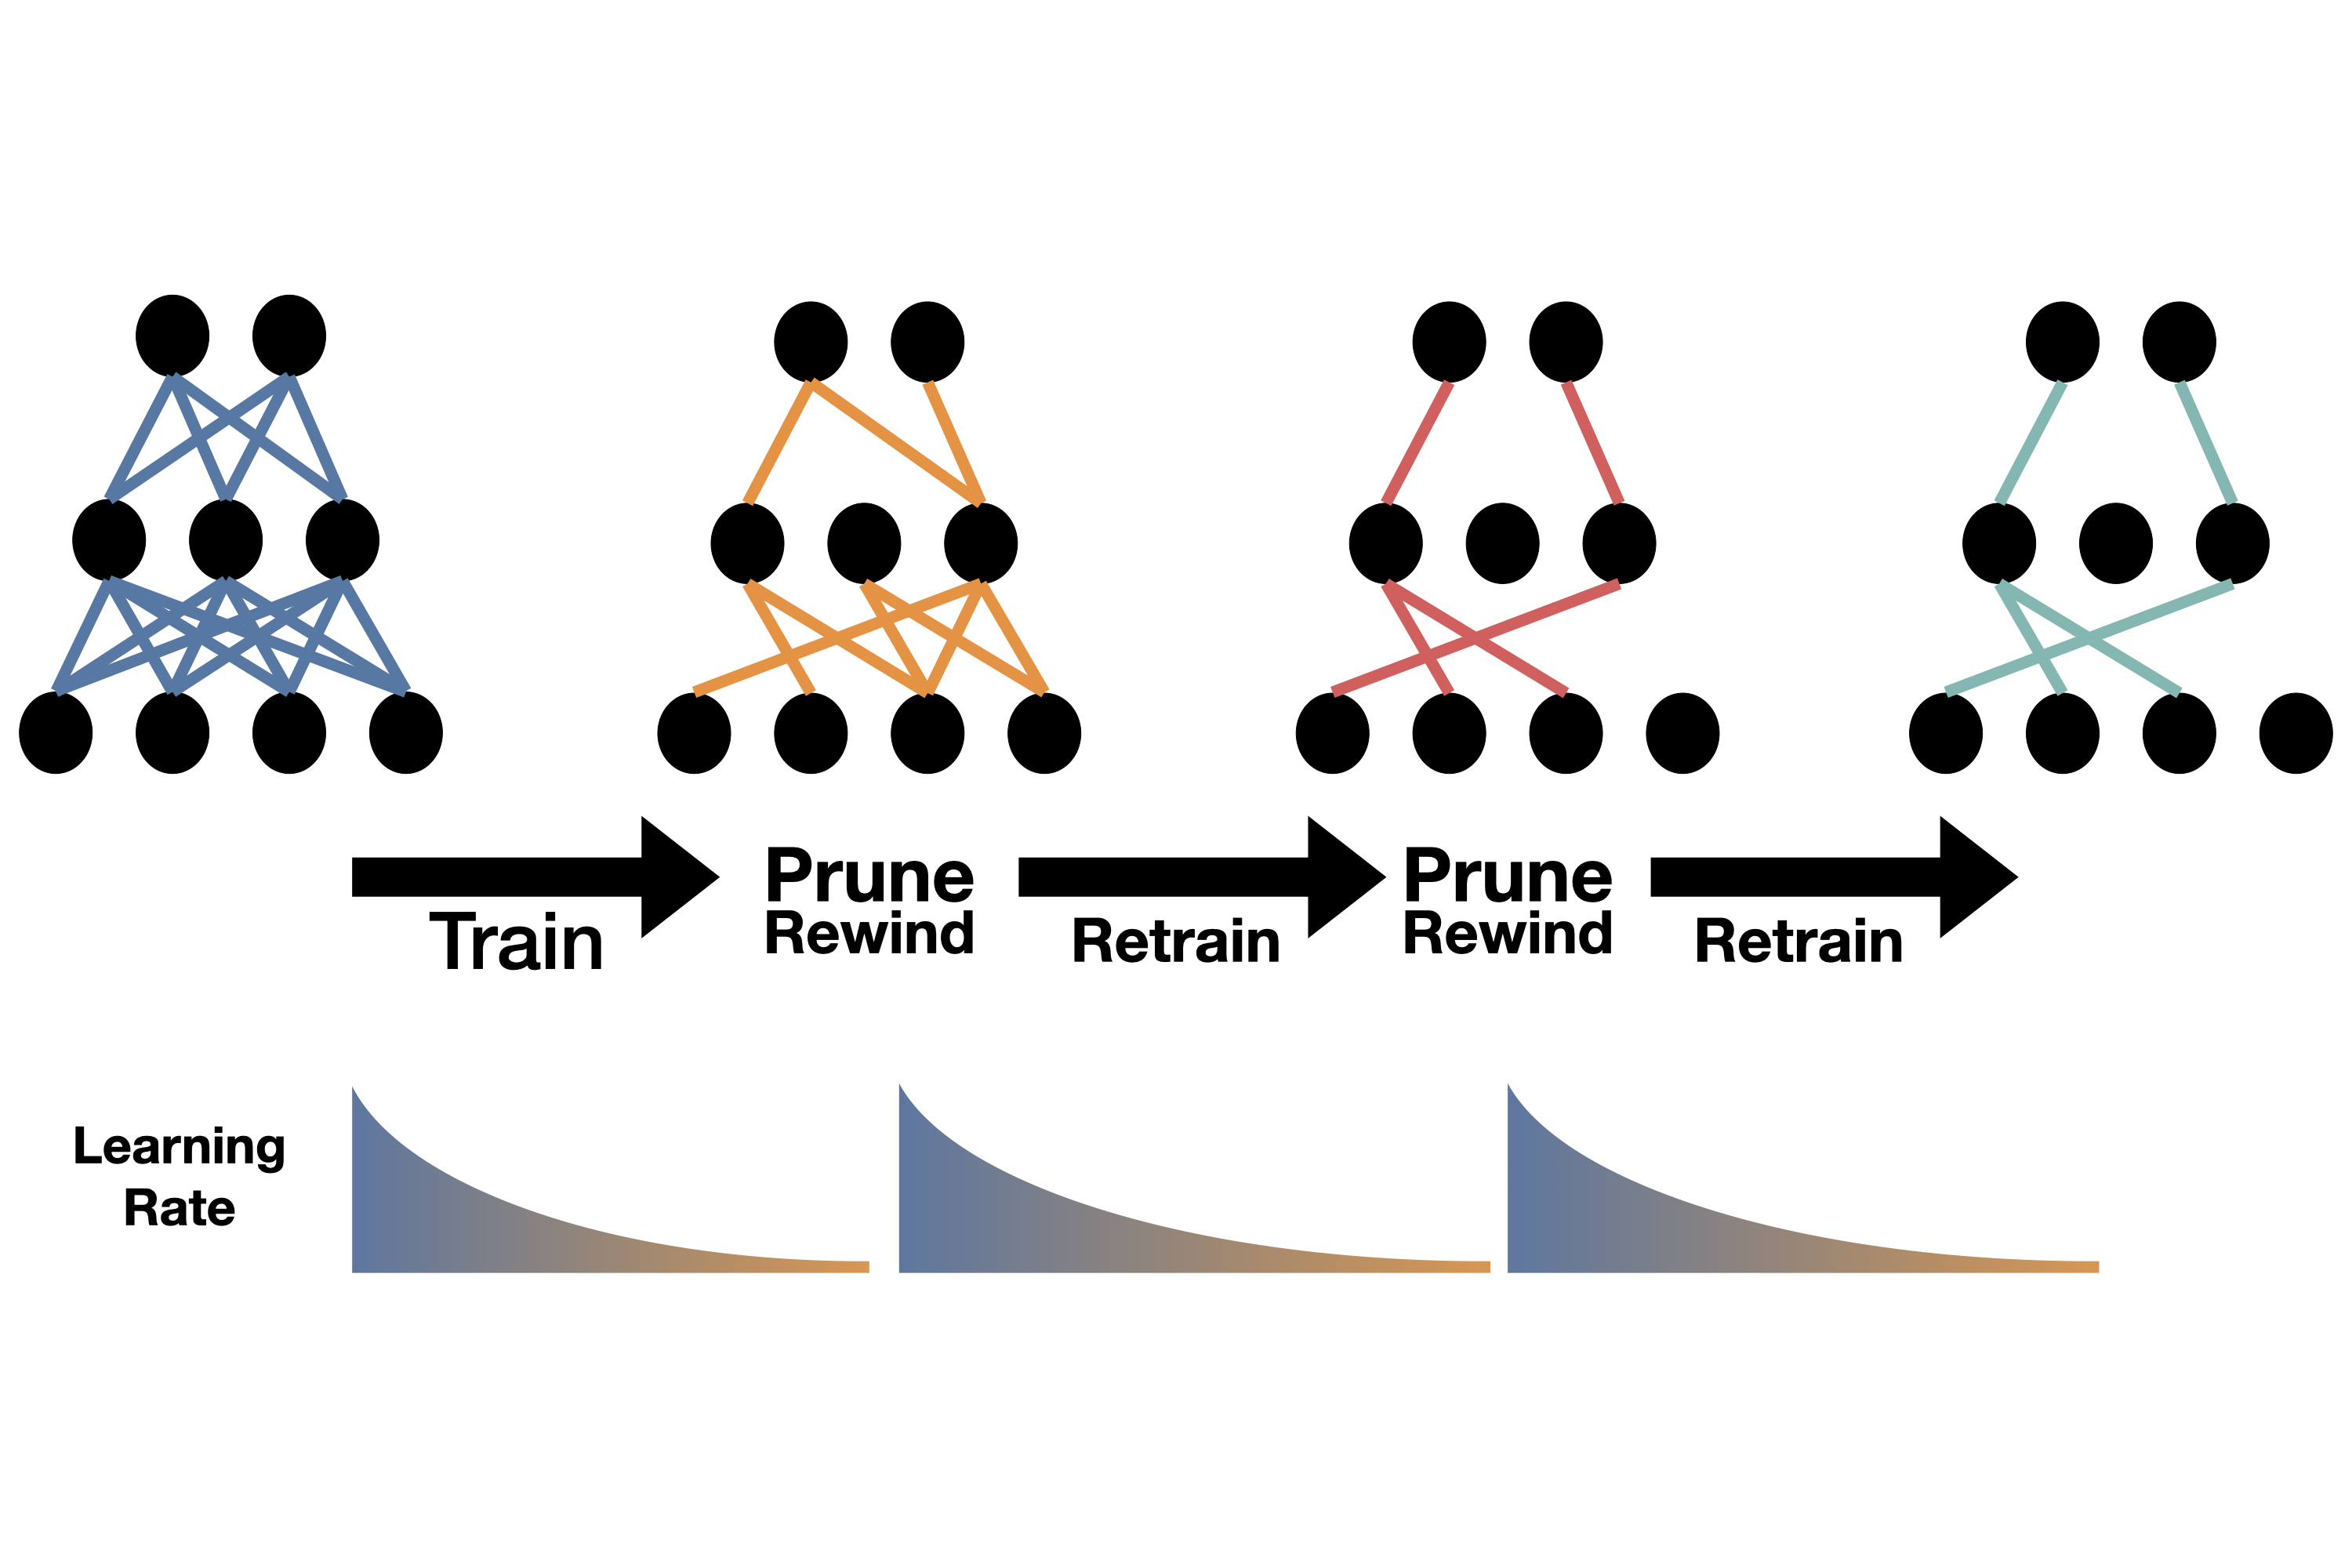 Train
Prune
Rewind
Retrain
Prune
Rewind
Retrain
Learning
Rate